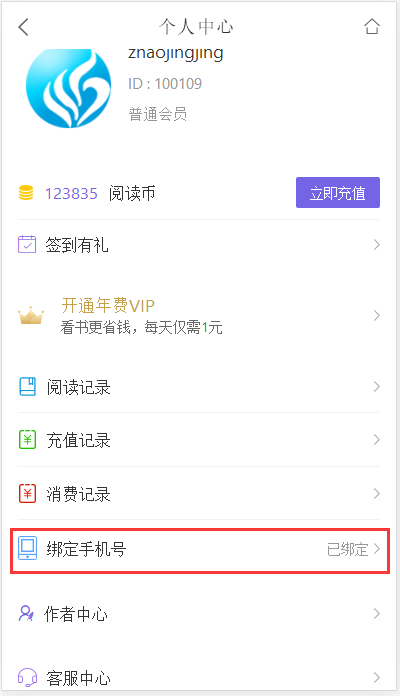 个人中心
zhaojingjing
ID : 100109
普通会员
123835 阅读币
立即充值
签到有礼
开通年费VIP
看书更省钱，每天仅需1元
阅读记录
充值记录
消费记录
绑定手机号
已绑定
作者中心
客服中心